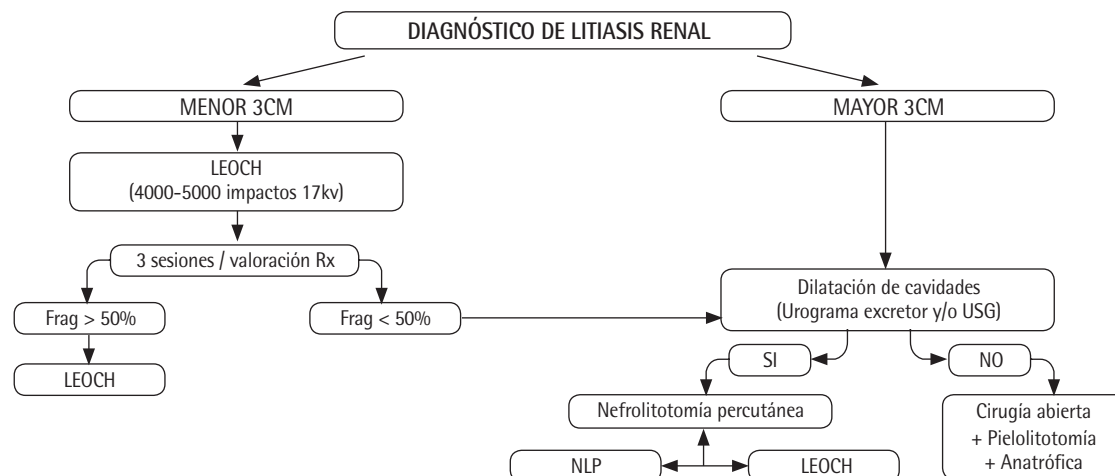 DIAGNÓSTICO DE LITIASIS RENAL
MENOR 3CM
MAYOR 3CM
LEOCH
(4000-5000 impactos 17kv)
3 sesiones / valoración Rx
Frag > 50%
Frag < 50%
LEOCH
Dilatación de cavidades
(Urograma excretor y/o USG)
SI
NO
Nefrolitotomía percutánea
NLP
LEOCH
Cirugía abierta
+ Pielolitotomía
+ Anatrófica